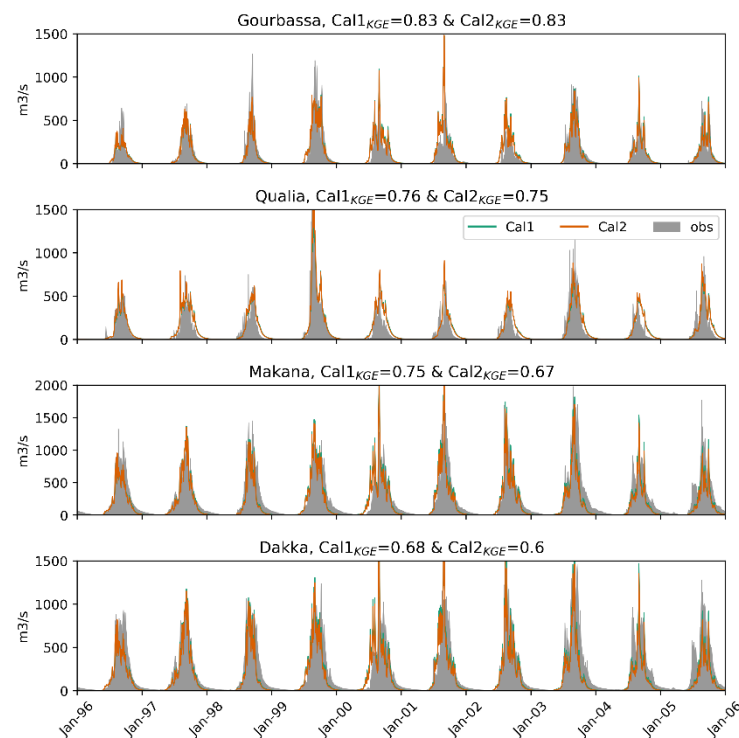 Gourbassa, Cal1KGE=0.83 & Cal2KGE=0.83
1500
1000
500
0
m3/s
Qualia, Cal1KGE=0.76 & Cal2KGE=0.75
1500
1000
500
0
m3/s
Cal1 Cal2 obs
Makana, Cal1KGE=0.75 & Cal2KGE=0.67
2000
1500
1000
500
0
m3/s
Dakka, Cal1KGE=0.68 & Cal2KGE=0.6
1500
1000
500
0
m3/s
Jan-96 Jan-97 Jan-98 Jan-99 Jan-00 Jan-01 Jan-02 Jan-03 Jan-04 Jan-05 Jan-06